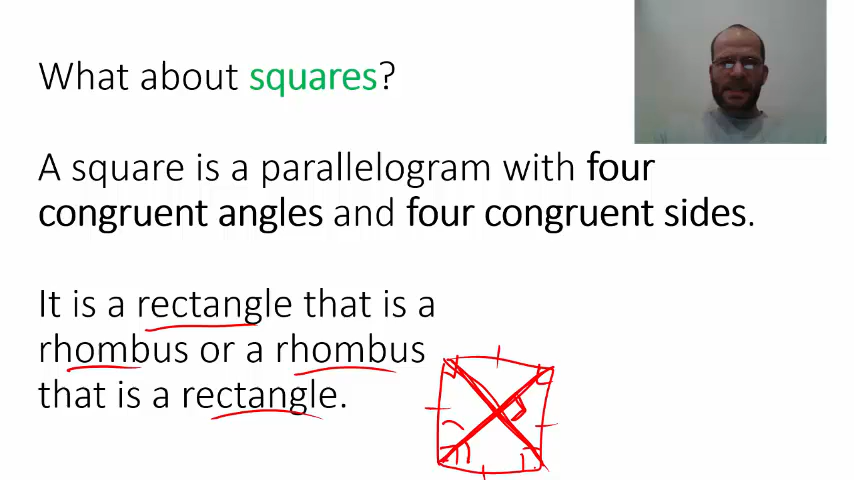 What about squares?
A square is a parallelogram with four
congruent angles and four congruent sides.
It is a rectangle that is a
rhombus or a rhombus
that is a rectangle.